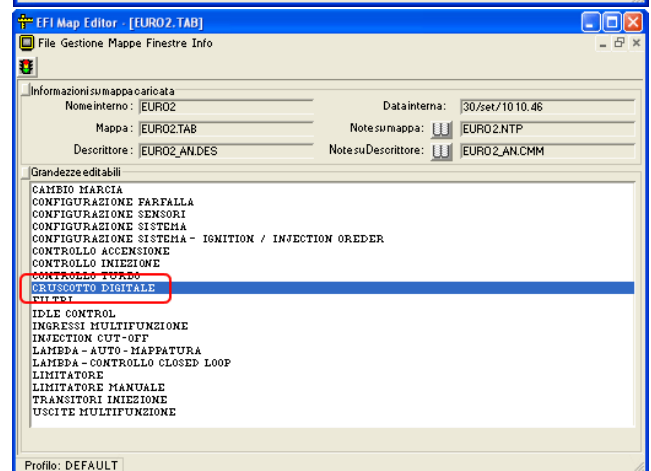 EFI Map Editor - [EURO2.TAB]
File Gestione Mappe Finestre Info
Informazioni su mappa caricata
Nome interno: EURO2 Data interna: 30/set/10 10.46
Mappa: EURO2.TAB Note su mappa: EURO2.NTP
Descrittore: EURO2_AN.DES Note su Descrittore: EURO2_AN.CMM
Grandezze editabili
CAMBIO MARCIA
CONFIGURAZIONE FARFALLA
CONFIGURAZIONE SENSORI
CONFIGURAZIONE SISTEMA
CONFIGURAZIONE SISTEMA - IGNITION / INJECTION OREDER
CONTROLLO ACCENSIONE
CONTROLLO INIEZIONE
CONTROLLO TURBO
CRUSCOTTO DIGITALE
FILTRI
IDLE CONTROL
INGRESSI MULTIFUNZIONE
INJECTION CUT-OFF
LAMBDA - AUTO - MAPPATURA
LAMBDA - CONTROLLO CLOSED LOOP
LIMITATORE
LIMITATORE MANUALE
TRANSITORI INIEZIONE
USCITE MULTIFUNZIONE
Profilo: DEFAULT